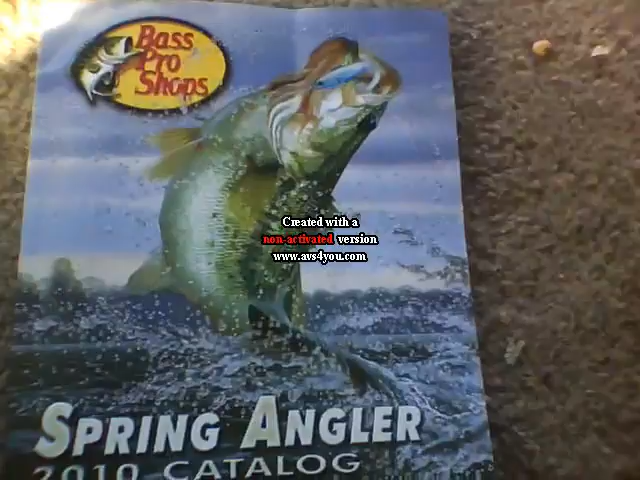 Bass
Pro
Shops
Created with a
non-activated version
www.avs4you.com
SPRING ANGLER
2010 CATALOG